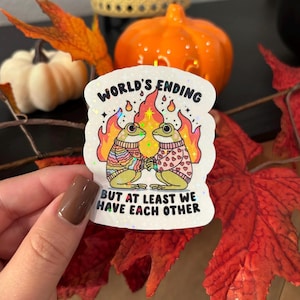 WORLD'S ENDING
BUT AT LEAST WE
HAVE EACH OTHER